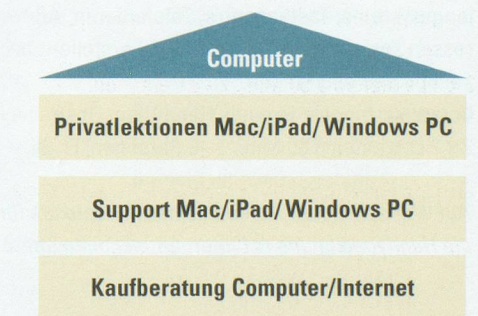 Computer
Privatlektionen Mac/iPad/Windows PC
Support Mac/iPad/Windows PC
Kaufberatung Computer/Internet